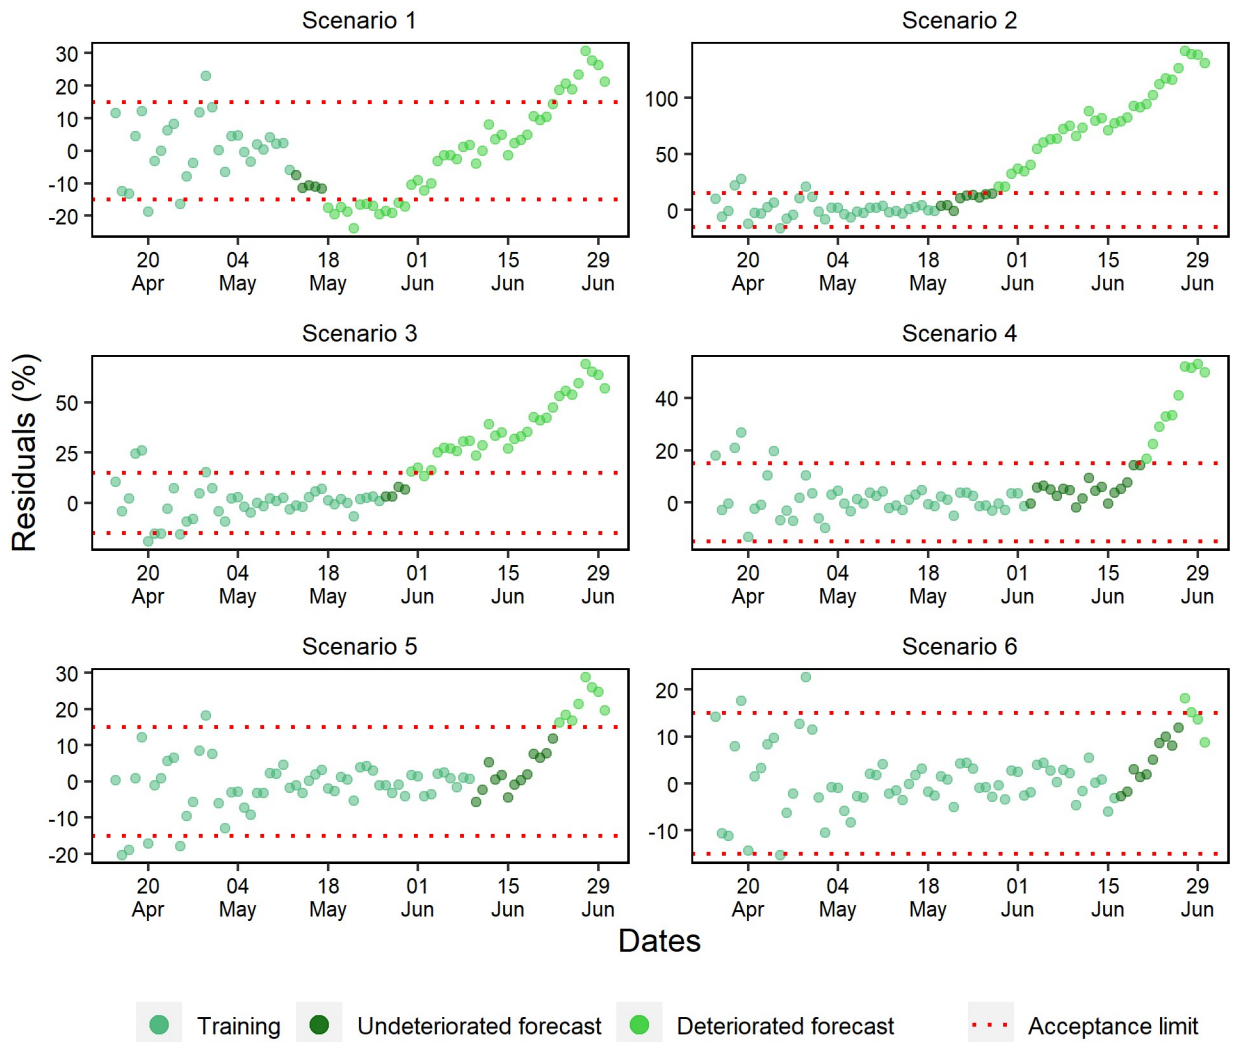 Scenario 1
Scenario 2
30
20
10
0
-10
-20
100
50
0
20 04 18 01 15 29
Apr May May Jun Jun Jun
20 04 18 01 15 29
Apr May May Jun Jun Jun
Scenario 3
Scenario 4
Residuals (%)
50
25
0
40
20
0
20 04 18 01 15 29
Apr May May Jun Jun Jun
20 04 18 01 15 29
Apr May May Jun Jun Jun
Scenario 5
Scenario 6
30
20
10
0
-10
-20
20
10
0
-10
20 04 18 01 15 29
Apr May May Jun Jun Jun
20 04 18 01 15 29
Apr May May Jun Jun Jun
Dates
Training Undeteriorated forecast Deteriorated forecast Acceptance limit